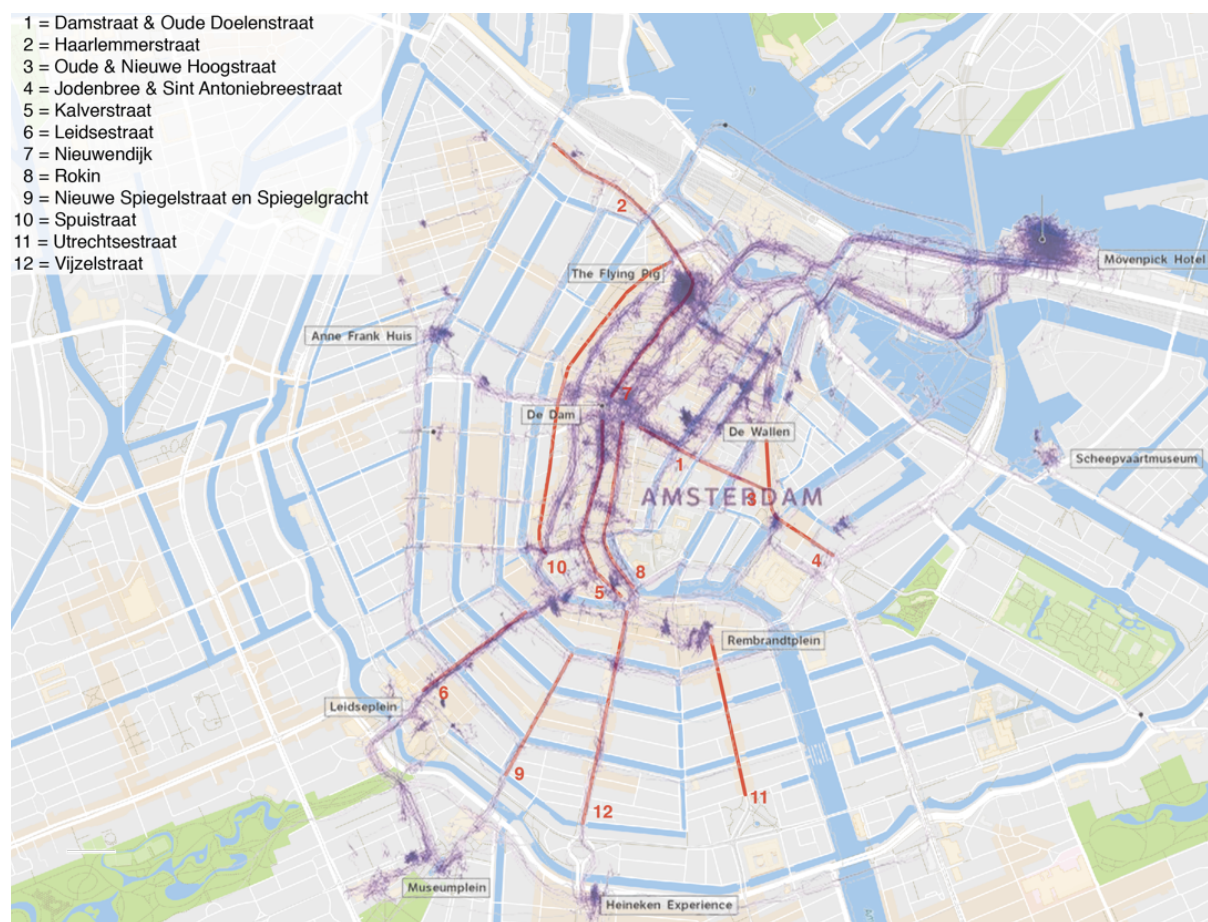 1 = Damstraat & Oude Doelenstraat
2 = Haarlemmerstraat
3 = Oude & Nieuwe Hoogstraat
4 = Jodenbree & Sint Antoniebreestraat
5 = Kalverstraat
6 = Leidsestraat
7 = Nieuwendijk
8 = Rokin
9 = Nieuwe Spiegelstraat en Spiegelgracht
10 = Spuistraat
11 = Utrechtsestraat
12 = Vijzelstraat
2
Mövenpick Hotel
The Flying Pig
Anne Frank Huis
7
De Dam
De Wallen
1
Scheepvaartmuseum
AMSTERDAM
3
4
10
8
5
Rembrandtplein
6
Leidseplein
9
11
12
Museumplein
Heineken Experience